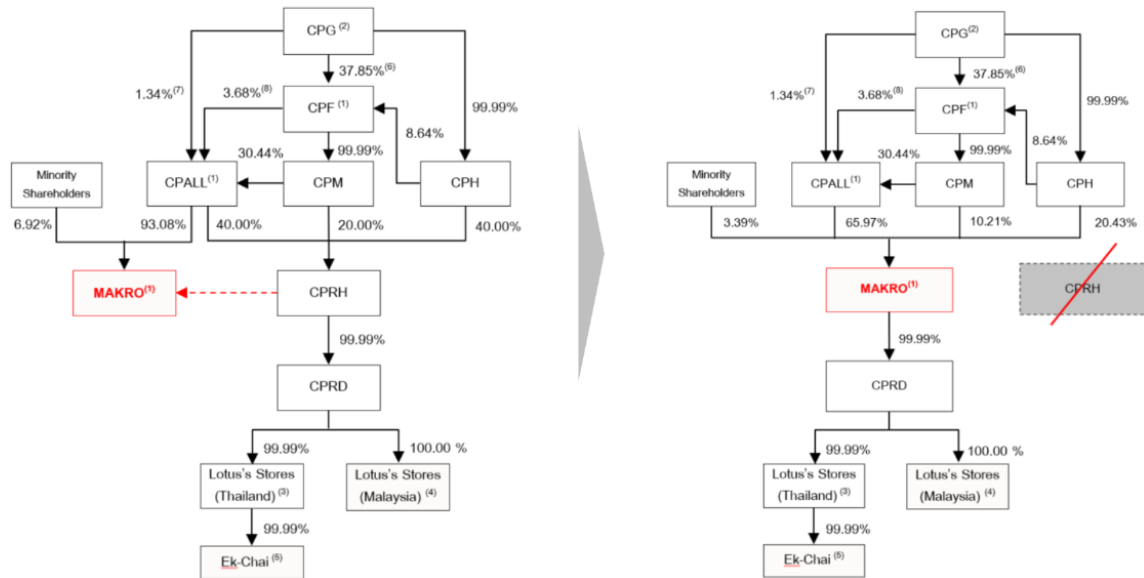 CPG (2)
37.85%(6)
1.34%(7)
3.68%(8)
99.99%
CPF (1)
8.64%
30.44%
99.99%
Minority
Shareholders
CPALL(1)
CPM
CPH
6.92%
93.08%
40.00%
20.00%
40.00%
MAKRO(1)
CPRH
99.99%
CPRD
99.99%
100.00 %
Lotus's Stores
(Thailand) (3)
Lotus's Stores
(Malaysia) (4)
99.99%
Ek-Chai (5)
CPG(2)
37.85%(6)
1.34%(7)
3.68%(8)
99.99%
CPF(1)
8.64%
30.44%
99.99%
Minority
Shareholders
CPALL(1)
CPM
CPH
3.39%
65.97%
10.21%
20.43%
MAKRO(1)
CPRH
99.99%
CPRD
99.99%
100.00 %
Lotus's Stores
(Thailand) (3)
Lotus's Stores
(Malaysia) (4)
99.99%
Ek-Chai (5)